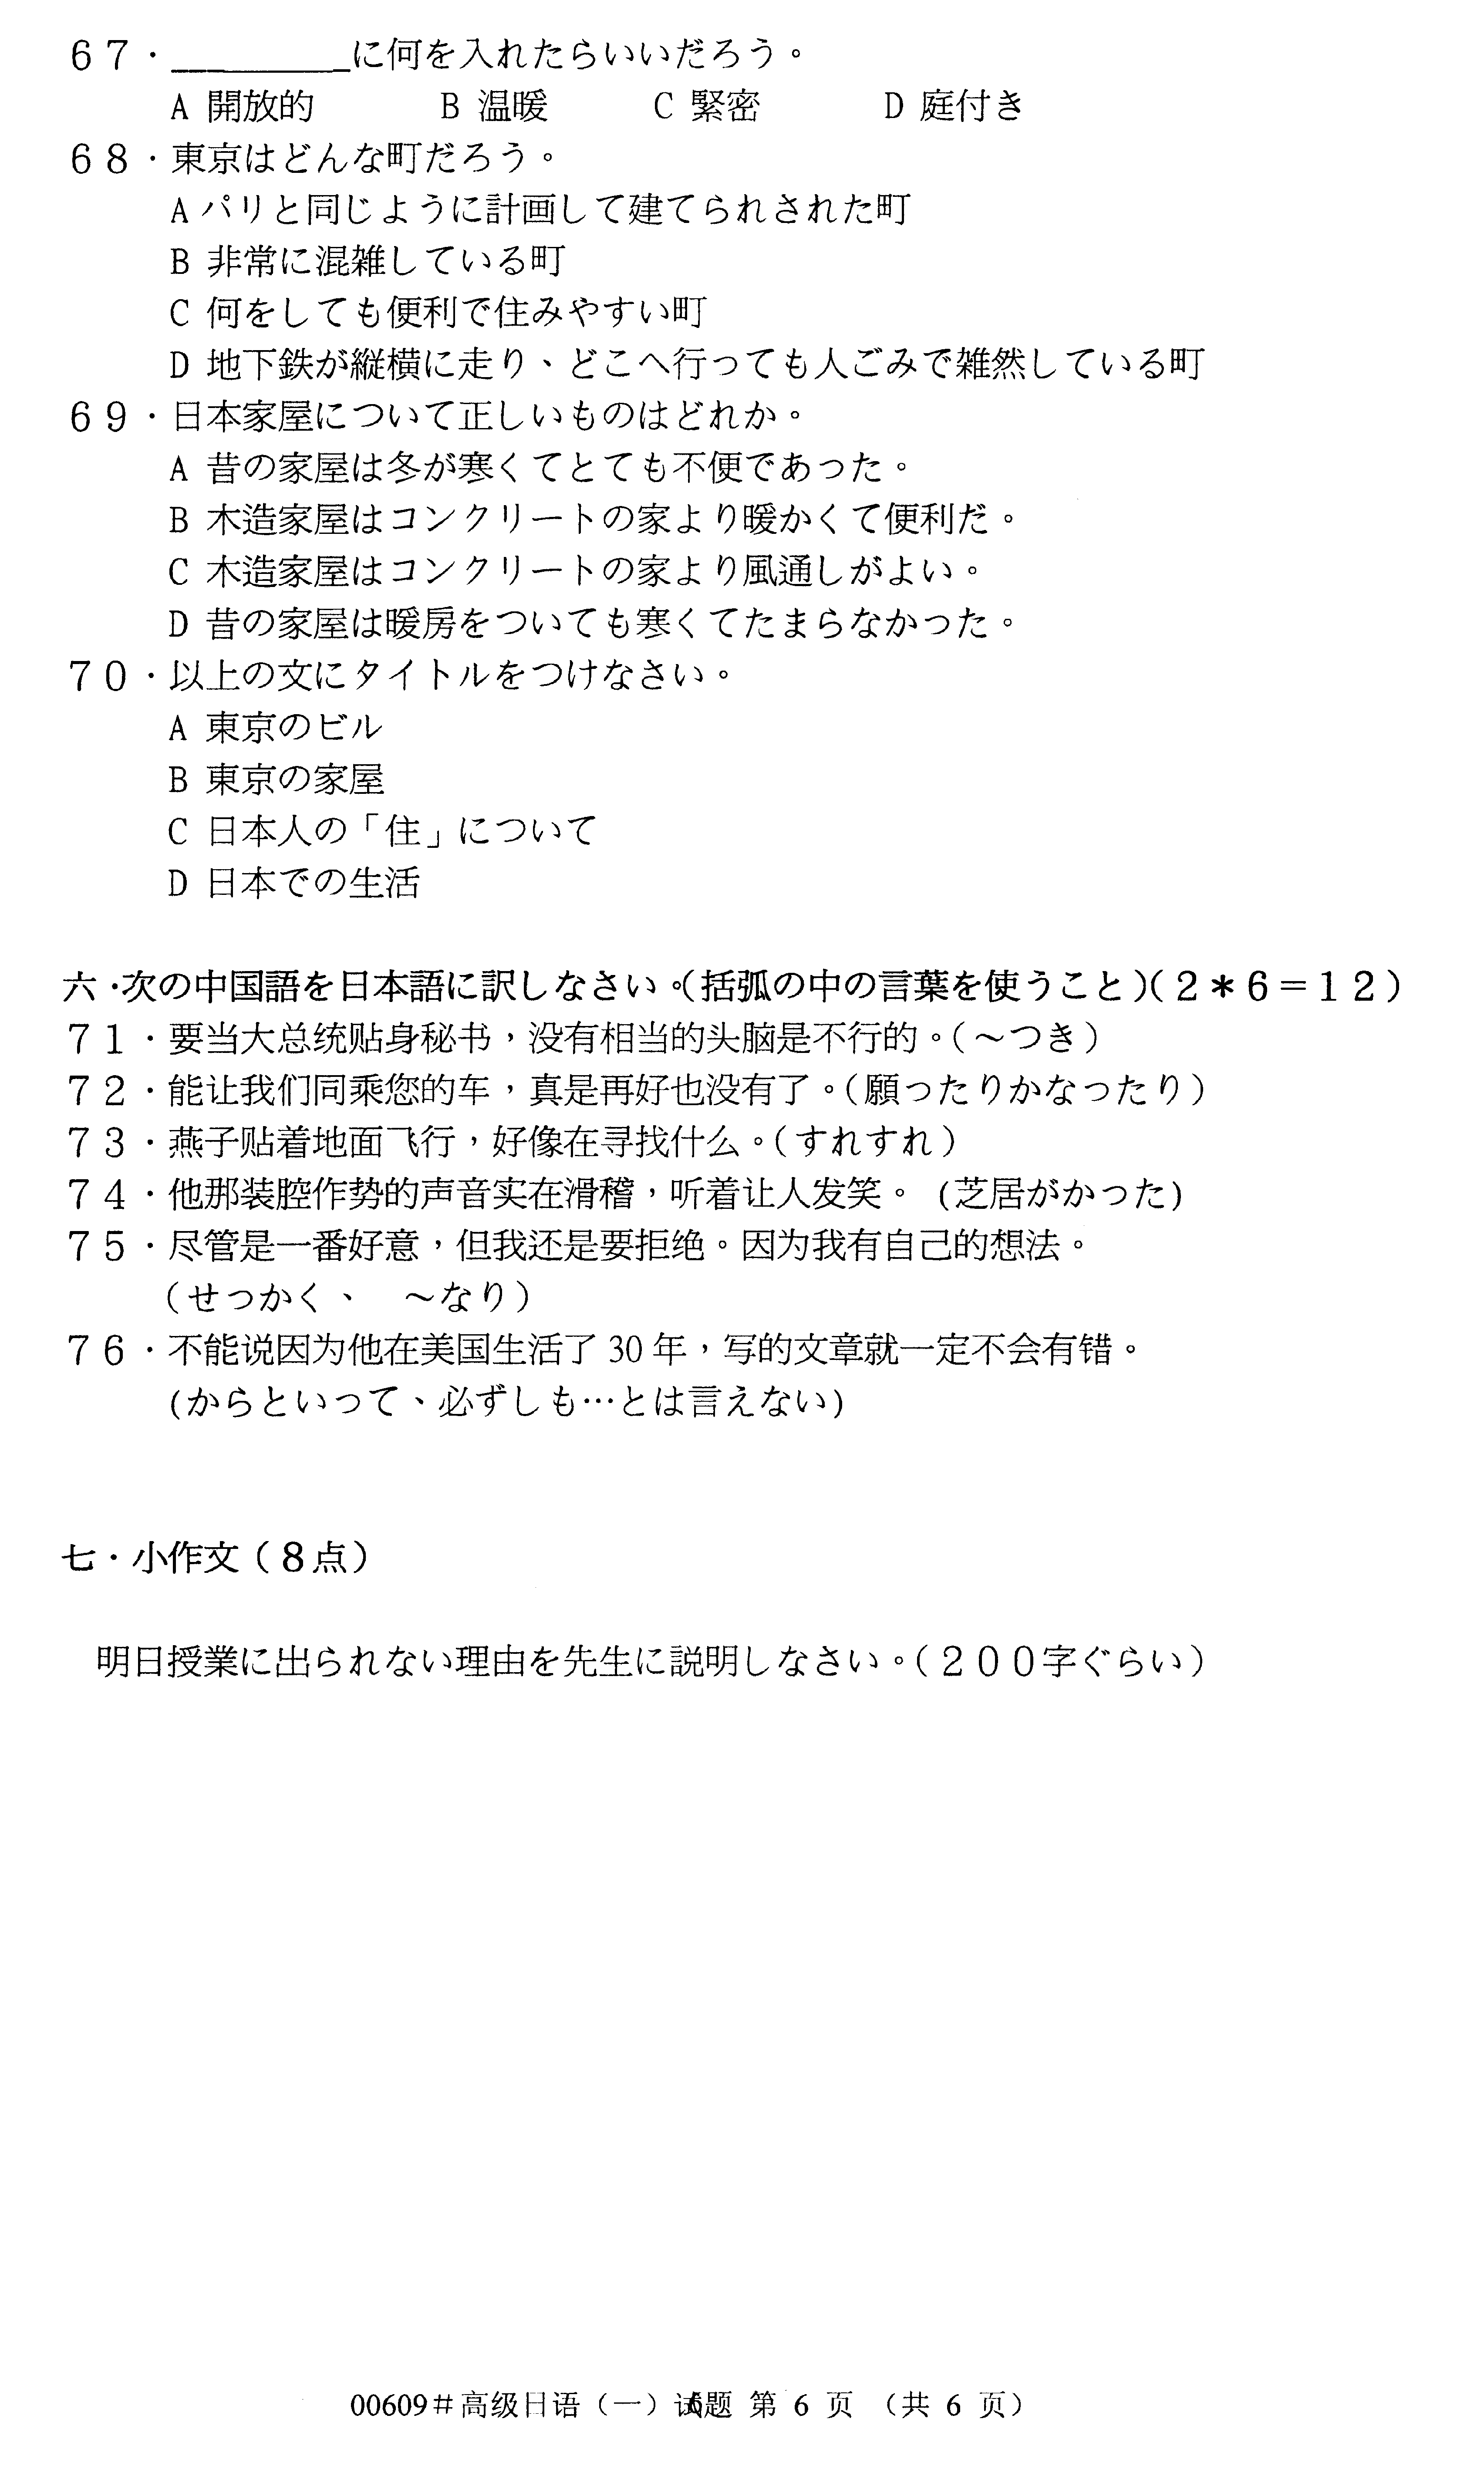 67．__________に何を入れたらいいだろう。
A 開放的　B 温暖　C 緊密　D 庭付き
68．東京はどんな町だろう。
A パリと同じように計画して建てられされた町
B 非常に混雑している町
C 何をしても便利で住みやすい町
D 地下鉄が縦横に走り、どこへ行っても人ごみで雑然している町
69．日本家屋について正しいものはどれか。
A 昔の家屋は冬が寒くてとても不便であった。
B 木造家屋はコンクリートの家より暖かくて便利だ。
C 木造家屋はコンクリートの家より風通しがよい。
D 昔の家屋は暖房をついても寒くてたまらなかった。
70．以上の文にタイトルをつけなさい。
A 東京のビル
B 東京の家屋
C 日本人の「住」について
D 日本での生活
六．次の中国語を日本語に訳しなさい。（括弧の中の言葉を使うこと）（2＊6＝12）
71．要当大总统贴身秘书，没有相当的头脑是不行的。（～つき）
72．能让我们同乘您的车，真是再好也没有了。（願ったりかなったり）
73．燕子贴着地面飞行，好像在寻找什么。（すれすれ）
74．他那装腔作势的声音实在滑稽，听着让人发笑。(芝居がかった)
75．尽管是一番好意，但我还是要拒绝。因为我有自己的想法。
（せっかく、　～なり）
76．不能说因为他在美国生活了30年，写的文章就一定不会有错。
(からといって、必ずしも…とは言えない)
七．小作文（8点）
明日授業に出られない理由を先生に説明しなさい。（200字ぐらい）
00609＃高级日语（一）试题 第 6 页 （共 6 页）
6